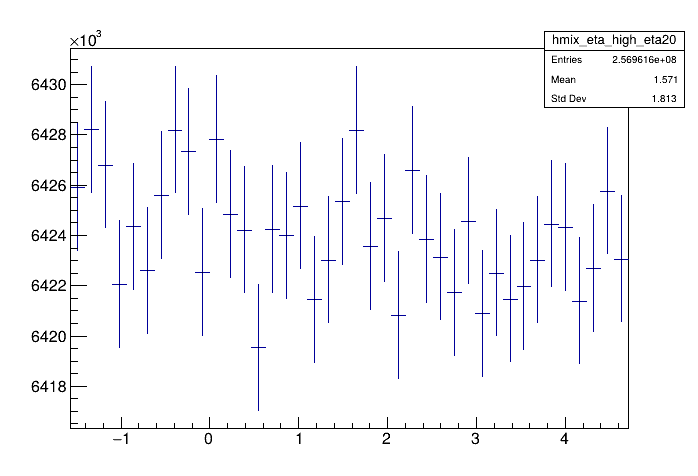 ×10³
hmix_eta_high_eta20
Entries 2.569616e+08
Mean 1.571
Std Dev 1.813
6430
6428
6426
6424
6422
6420
6418
−1 0 1 2 3 4